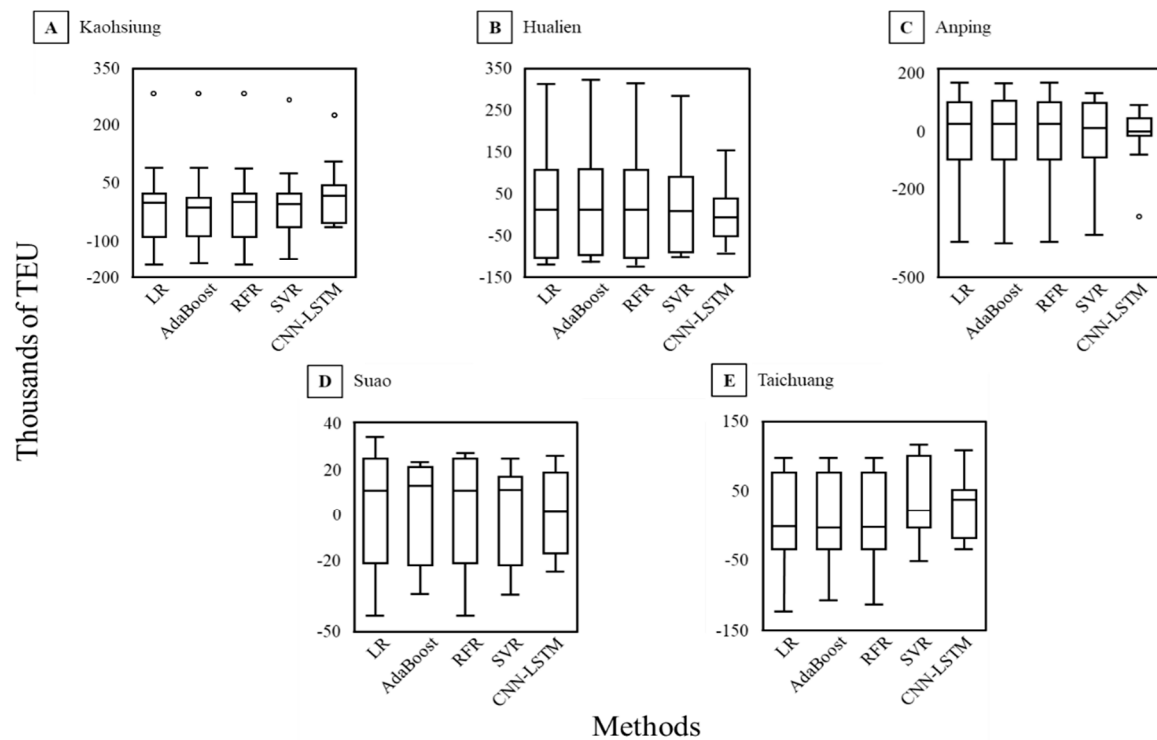 A Kaohsiung
350
200
50
-100
-200
LR
AdaBoost
RFR
SVR
CNN-LSTM
B Hualien
350
250
150
50
-50
-150
LR
AdaBoost
RFR
SVR
CNN-LSTM
C Anping
200
0
-200
-500
LR
AdaBoost
RFR
SVR
CNN-LSTM
Thousands of TEU
D Suao
40
20
0
-20
-50
LR
AdaBoost
RFR
SVR
CNN-LSTM
E Taichuang
150
50
-50
-150
LR
AdaBoost
RFR
SVR
CNN-LSTM
Methods